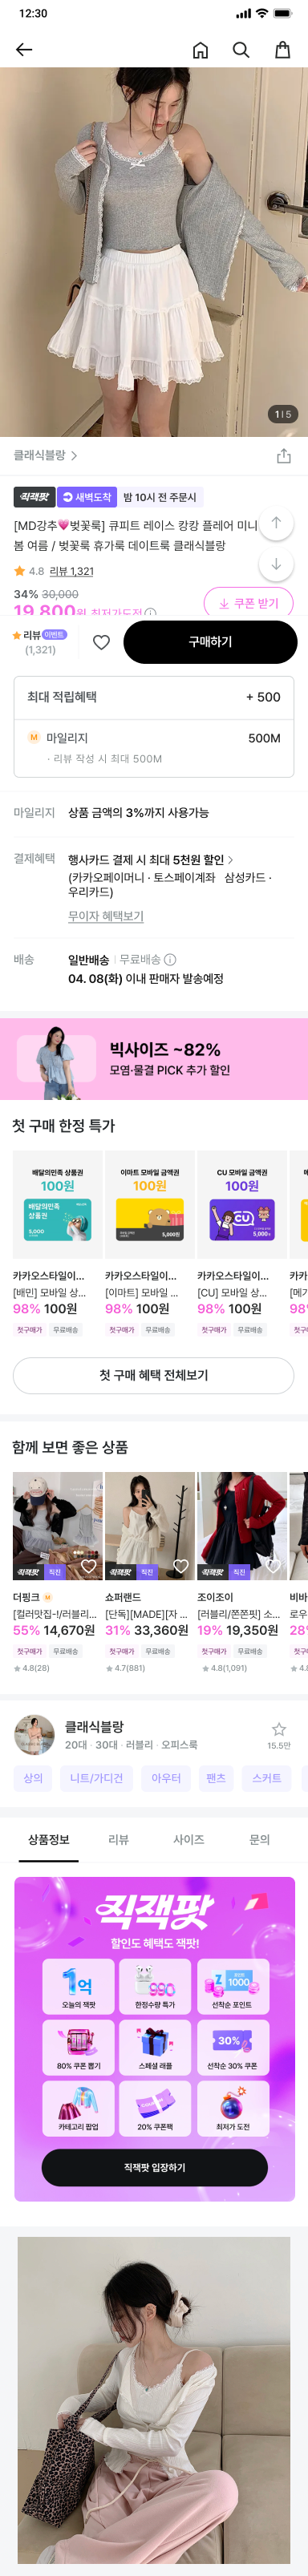 12:30
1 | 5
클래식블랑
직잭팟 새벽도착 밤 10시 전 주문시
[MD강추💗벚꽃룩] 큐피트 레이스 캉캉 플레어 미니
봄 여름 / 벚꽃룩 휴가룩 데이트룩 클래식블랑
4.8 리뷰 1,321
34% 30,000
19,800원 최저가도전
쿠폰 받기
리뷰 이벤트
(1,321)
구매하기
최대 적립혜택 + 500
M 마일리지 500M
· 리뷰 작성 시 최대 500M
마일리지 상품 금액의 3%까지 사용가능
결제혜택 행사카드 결제 시 최대 5천원 할인
(카카오페이머니 · 토스페이계좌 삼성카드 ·
우리카드)
무이자 혜택보기
배송 일반배송 | 무료배송
04. 08(화) 이내 판매자 발송예정
빅사이즈 ~82%
모염·물결 PICK 추가 할인
첫 구매 한정 특가
배달의민족 상품권 이마트 모바일 금액권 CU 모바일 금액권
100원 100원 100원
배달의민족
상품권
5,000
5,000원
CU
5,000
카카오스타일이... 카카오스타일이... 카카오스타일이... 카카
[배민] 모바일 상... [이마트] 모바일 ... [CU] 모바일 상... [메가
98% 100원 98% 100원 98% 100원 98%
첫구매가 무료배송 첫구매가 무료배송 첫구매가 무료배송 첫구
첫 구매 혜택 전체보기
함께 보면 좋은 상품
직잭팟 직진 직잭팟 직진 직잭팟 직진
더핑크 M 쇼퍼랜드 조이조이 비바
[컬러맛집~!/러블리... [단독][MADE][자 ... [러블리/쫀쫀핏] 소... 로우
55% 14,670원 31% 33,360원 19% 19,350원 28%
첫구매가 무료배송 첫구매가 무료배송 첫구매가 무료배송 첫구
4.8(28) 4.7(881) 4.8(1,091) 4.8
클래식블랑
20대 · 30대 · 러블리 · 오피스룩
15.5만
상의 니트/가디건 아우터 팬츠 스커트
상품정보 리뷰 사이즈 문의
직잭팟
할인도 혜택도 잭팟!
1억
990
1000
오늘의 잭팟 한정수량 특가 선착순 포인트
30%
80% 쿠폰 뽑기 스페셜 래플 선착순 30% 쿠폰
카테고리 팝업 20% 쿠폰팩 최저가 도전
직잭팟 입장하기